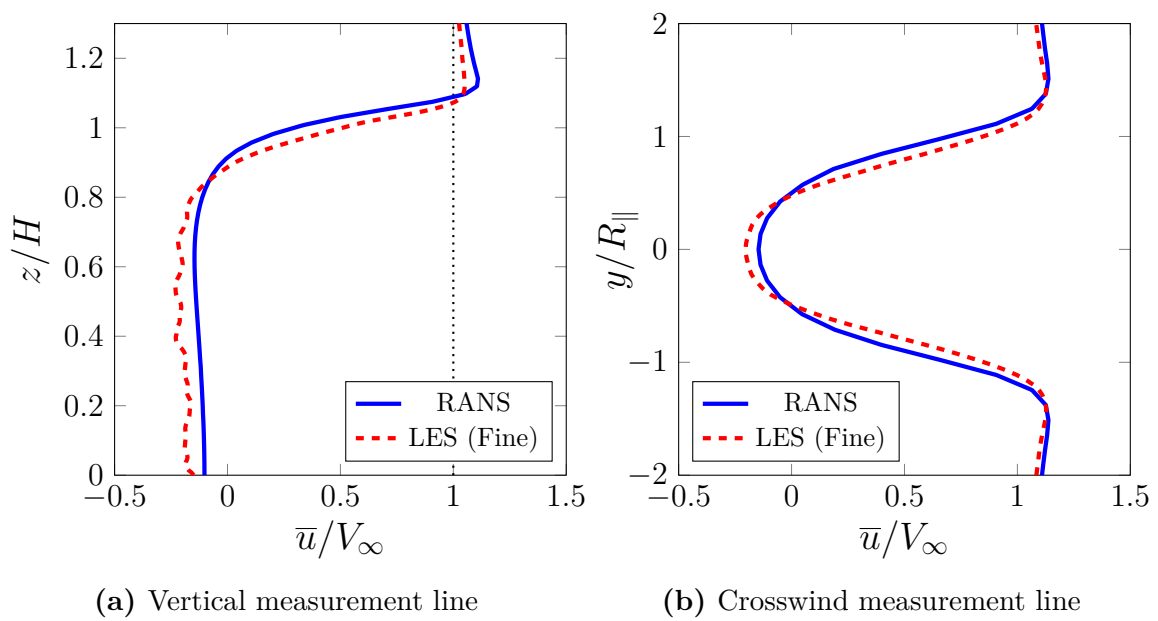 1.2
1
0.8
0.6
0.4
0.2
0
z/H
RANS
LES (Fine)
−0.5 0 0.5 1 1.5
u̅/V∞
(a) Vertical measurement line
2
1
0
−1
−2
y/R∥
RANS
LES (Fine)
−0.5 0 0.5 1 1.5
u̅/V∞
(b) Crosswind measurement line